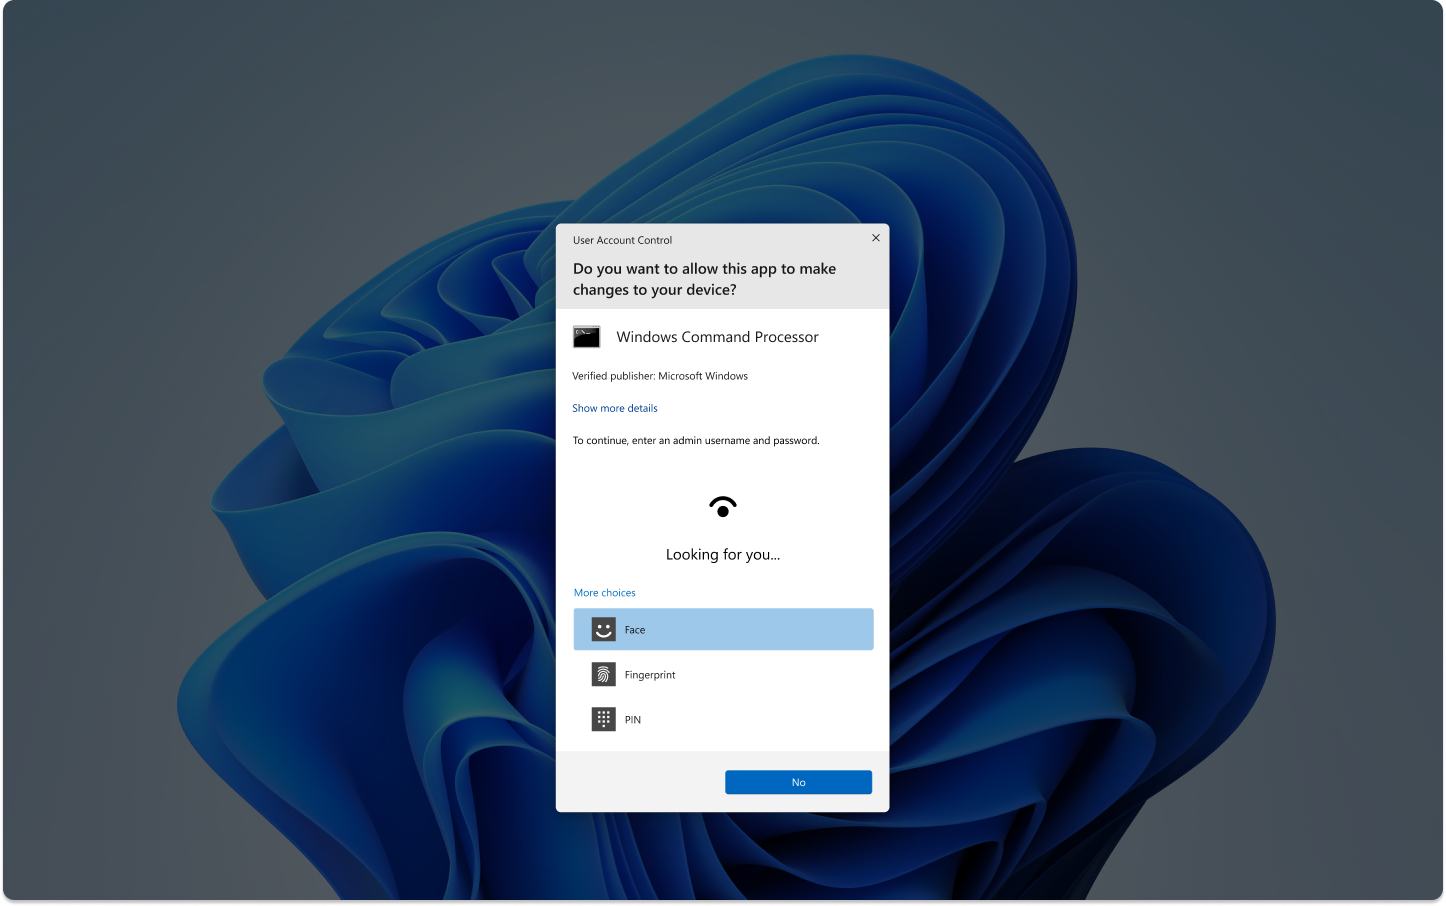 User Account Control
Do you want to allow this app to make
changes to your device?
Windows Command Processor
Verified publisher: Microsoft Windows
Show more details
To continue, enter an admin username and password.
Looking for you...
More choices
Face
Fingerprint
PIN
No